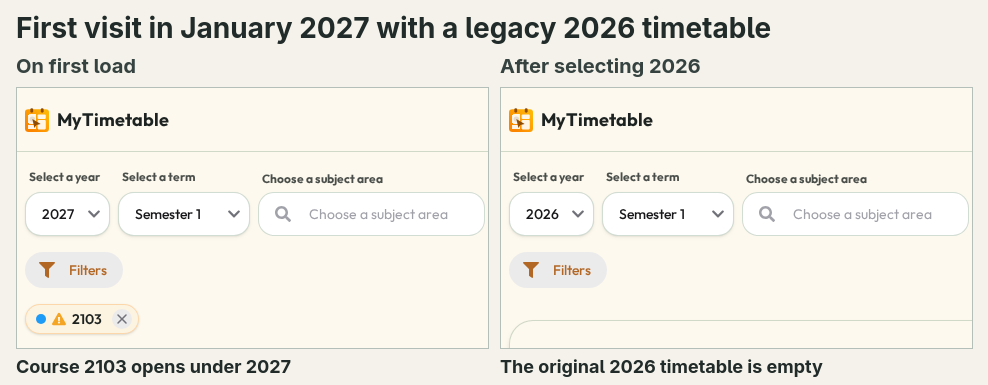 First visit in January 2027 with a legacy 2026 timetable
On first load
MyTimetable
Select a year
Select a term
Choose a subject area
2027
Semester 1
Choose a subject area
Filters
2103
Course 2103 opens under 2027
After selecting 2026
MyTimetable
Select a year
Select a term
Choose a subject area
2026
Semester 1
Choose a subject area
Filters
The original 2026 timetable is empty